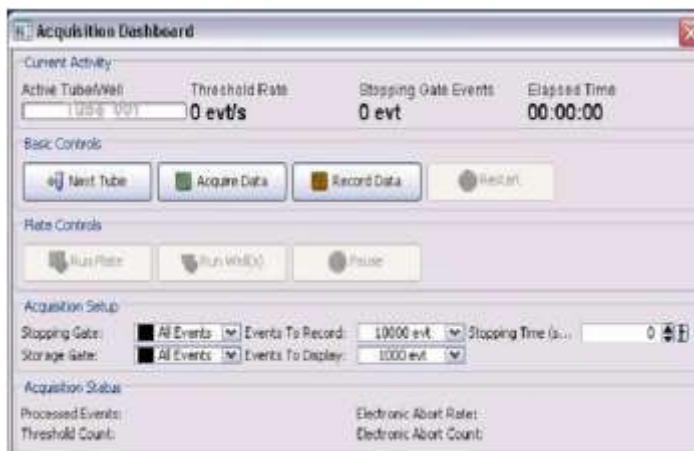 Acquisition Dashboard
Current Activity
Active Tube/Well Threshold Rate Stopping Gate Events Elapsed Time
0 evt/s 0 evt 00:00:00
Basic Controls
Next Tube Acquire Data Record Data Restart
Plate Controls
Run Plate Run Well(s) Pause
Acquisition Setup
Stopping Gate: All Events Events To Record: 10000 evt Stopping Time (s... 0
Storage Gate: All Events Events To Display: 1000 evt
Acquisition Status
Processed Events: Electronic Abort Rate:
Threshold Count: Electronic Abort Count: